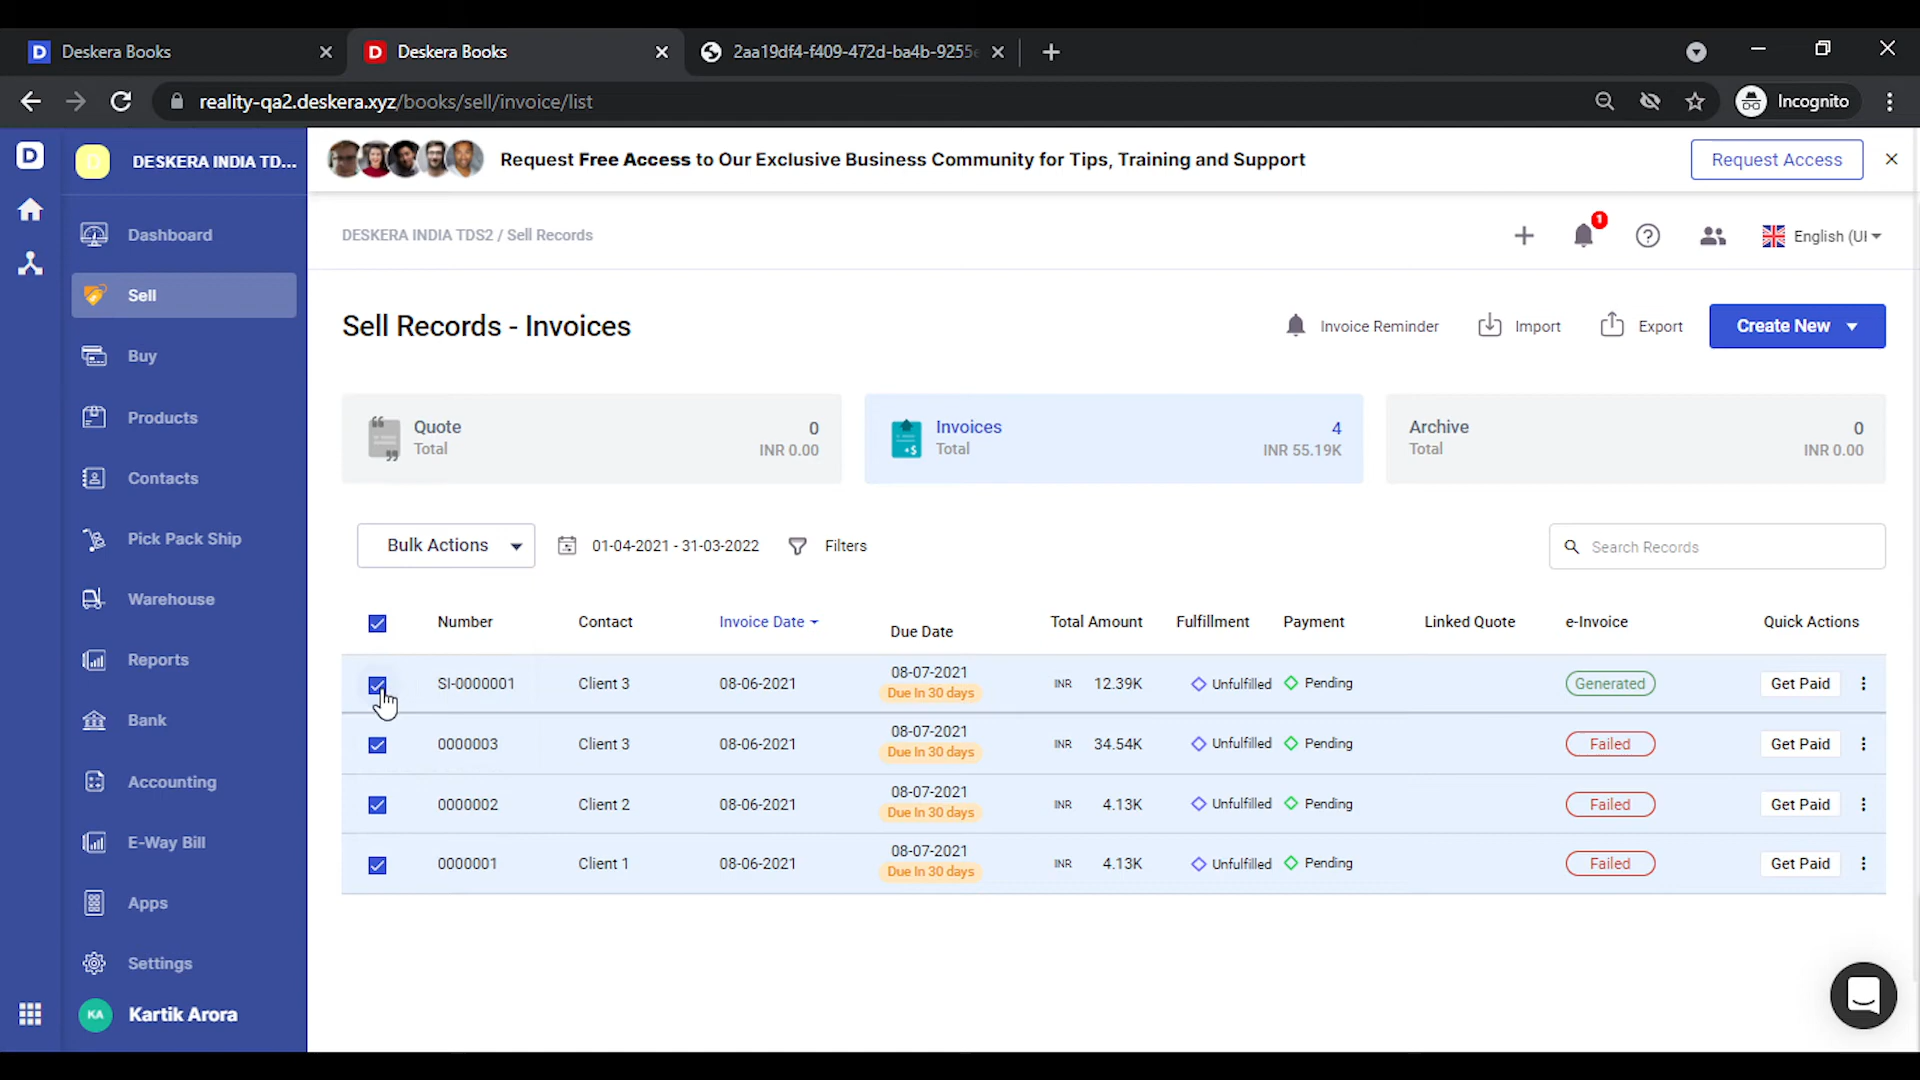 Deskera Books
Deskera Books
2aa19df4-f409-472d-ba4b-9255e
reality-qa2.deskera.xyz/books/sell/invoice/list
Incognito
D
DESKERA INDIA TD...
Dashboard
Sell
Buy
Products
Contacts
Pick Pack Ship
Warehouse
Reports
Bank
Accounting
E-Way Bill
Apps
Settings
KA Kartik Arora
Request Free Access to Our Exclusive Business Community for Tips, Training and Support
Request Access
DESKERA INDIA TDS2 / Sell Records
1
English (UI
Sell Records - Invoices
Invoice Reminder
Import
Export
Create New
Quote 0
Total INR 0.00
Invoices 4
Total INR 55.19K
Archive 0
Total INR 0.00
Bulk Actions
01-04-2021 - 31-03-2022
Filters
Search Records
Number Contact Invoice Date Due Date Total Amount Fulfillment Payment Linked Quote e-Invoice Quick Actions
SI-0000001 Client 3 08-06-2021 08-07-2021 INR 12.39K Unfulfilled Pending Generated Get Paid
Due In 30 days
0000003 Client 3 08-06-2021 08-07-2021 INR 34.54K Unfulfilled Pending Failed Get Paid
Due In 30 days
0000002 Client 2 08-06-2021 08-07-2021 INR 4.13K Unfulfilled Pending Failed Get Paid
Due In 30 days
0000001 Client 1 08-06-2021 08-07-2021 INR 4.13K Unfulfilled Pending Failed Get Paid
Due In 30 days